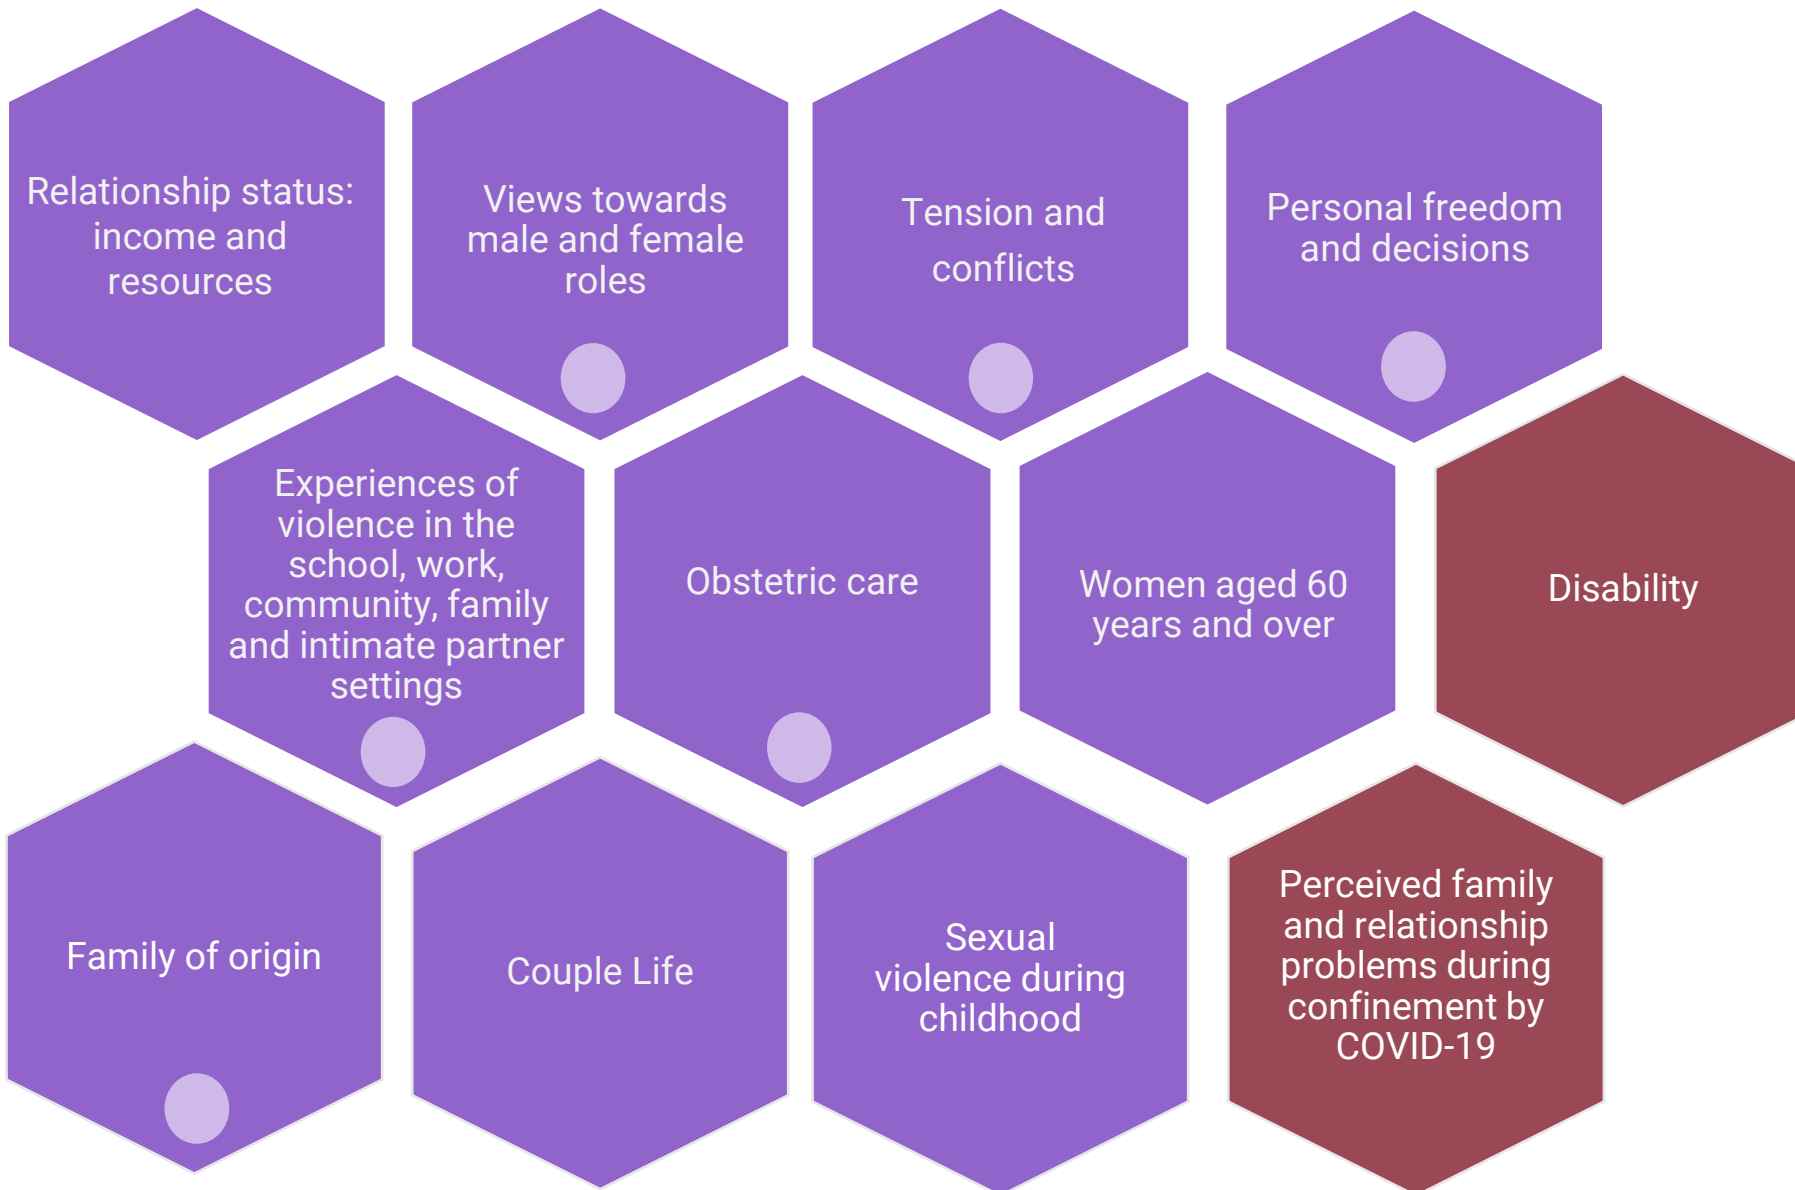 Relationship status:
income and
resources
Views towards
male and female
roles
Tension and
conflicts
Personal freedom
and decisions
Experiences of
violence in the
school, work,
community, family
and intimate partner
settings
Obstetric care
Women aged 60
years and over
Disability
Family of origin
Couple Life
Sexual
violence during
childhood
Perceived family
and relationship
problems during
confinement by
COVID-19